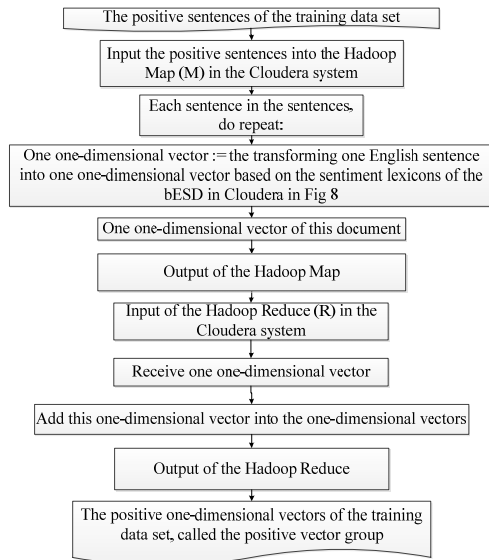 The positive sentences of the training data set
Input the positive sentences into the Hadoop
Map (M) in the Cloudera system
Each sentence in the sentences,
do repeat:
One one-dimensional vector := the transforming one English sentence
into one one-dimensional vector based on the sentiment lexicons of the
bESD in Cloudera in Fig 8
One one-dimensional vector of this document
Output of the Hadoop Map
Input of the Hadoop Reduce (R) in the
Cloudera system
Receive one one-dimensional vector
Add this one-dimensional vector into the one-dimensional vectors
Output of the Hadoop Reduce
The positive one-dimensional vectors of the training
data set, called the positive vector group